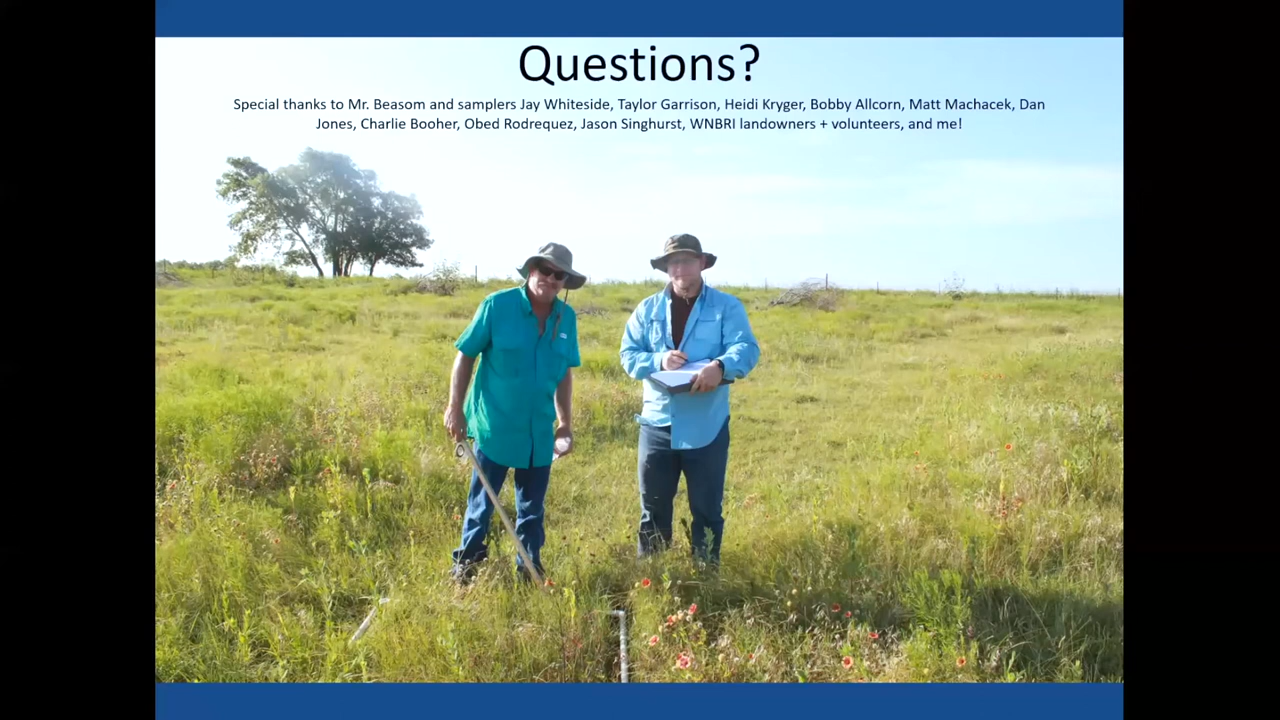 Questions?
Special thanks to Mr. Beasom and samplers Jay Whiteside, Taylor Garrison, Heidi Kryger, Bobby Allcorn, Matt Machacek, Dan
Jones, Charlie Booher, Obed Rodrequez, Jason Singhurst, WNBRI landowners + volunteers, and me!